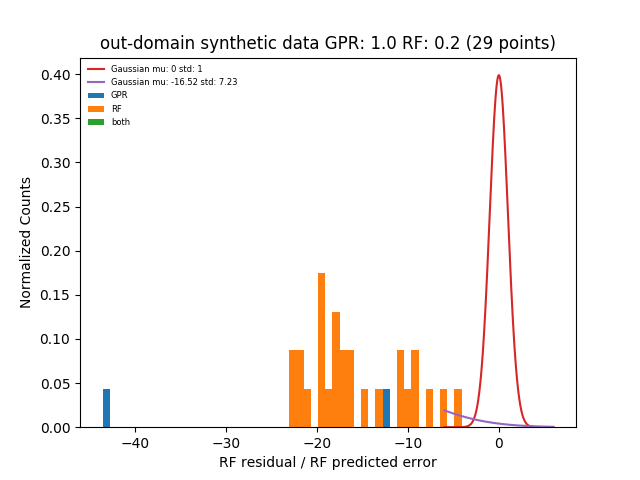 out-domain synthetic data GPR: 1.0 RF: 0.2 (29 points)
Gaussian mu: 0 std: 1
Gaussian mu: -16.52 std: 7.23
GPR
RF
both
Normalized Counts
0.40
0.35
0.30
0.25
0.20
0.15
0.10
0.05
0.00
−40 −30 −20 −10 0
RF residual / RF predicted error